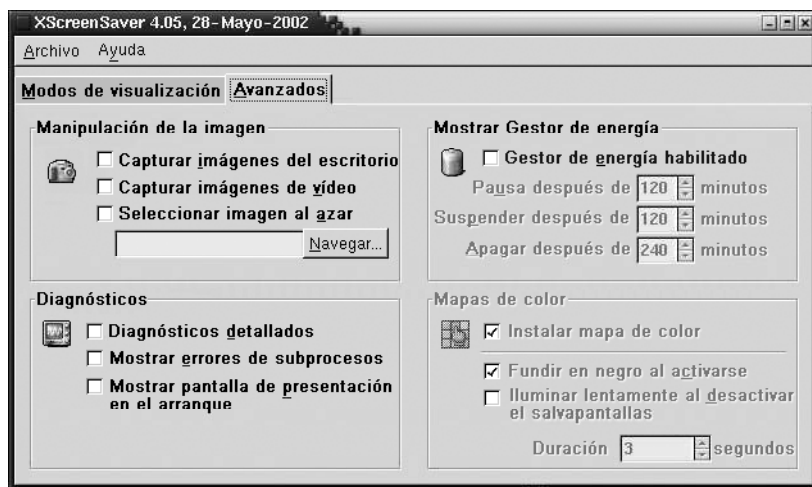 XScreenSaver 4.05, 28-Mayo-2002
Archivo Ayuda
Modos de visualización Avanzados
Manipulación de la imagen
Capturar imágenes del escritorio
Capturar imágenes de vídeo
Seleccionar imagen al azar
Navegar...
Mostrar Gestor de energía
Gestor de energía habilitado
Pausa después de 120 minutos
Suspender después de 120 minutos
Apagar después de 240 minutos
Diagnósticos
Diagnósticos detallados
Mostrar errores de subprocesos
Mostrar pantalla de presentación
en el arranque
Mapas de color
Instalar mapa de color
Fundir en negro al activarse
Iluminar lentamente al desactivar
el salvapantallas
Duración 3 segundos